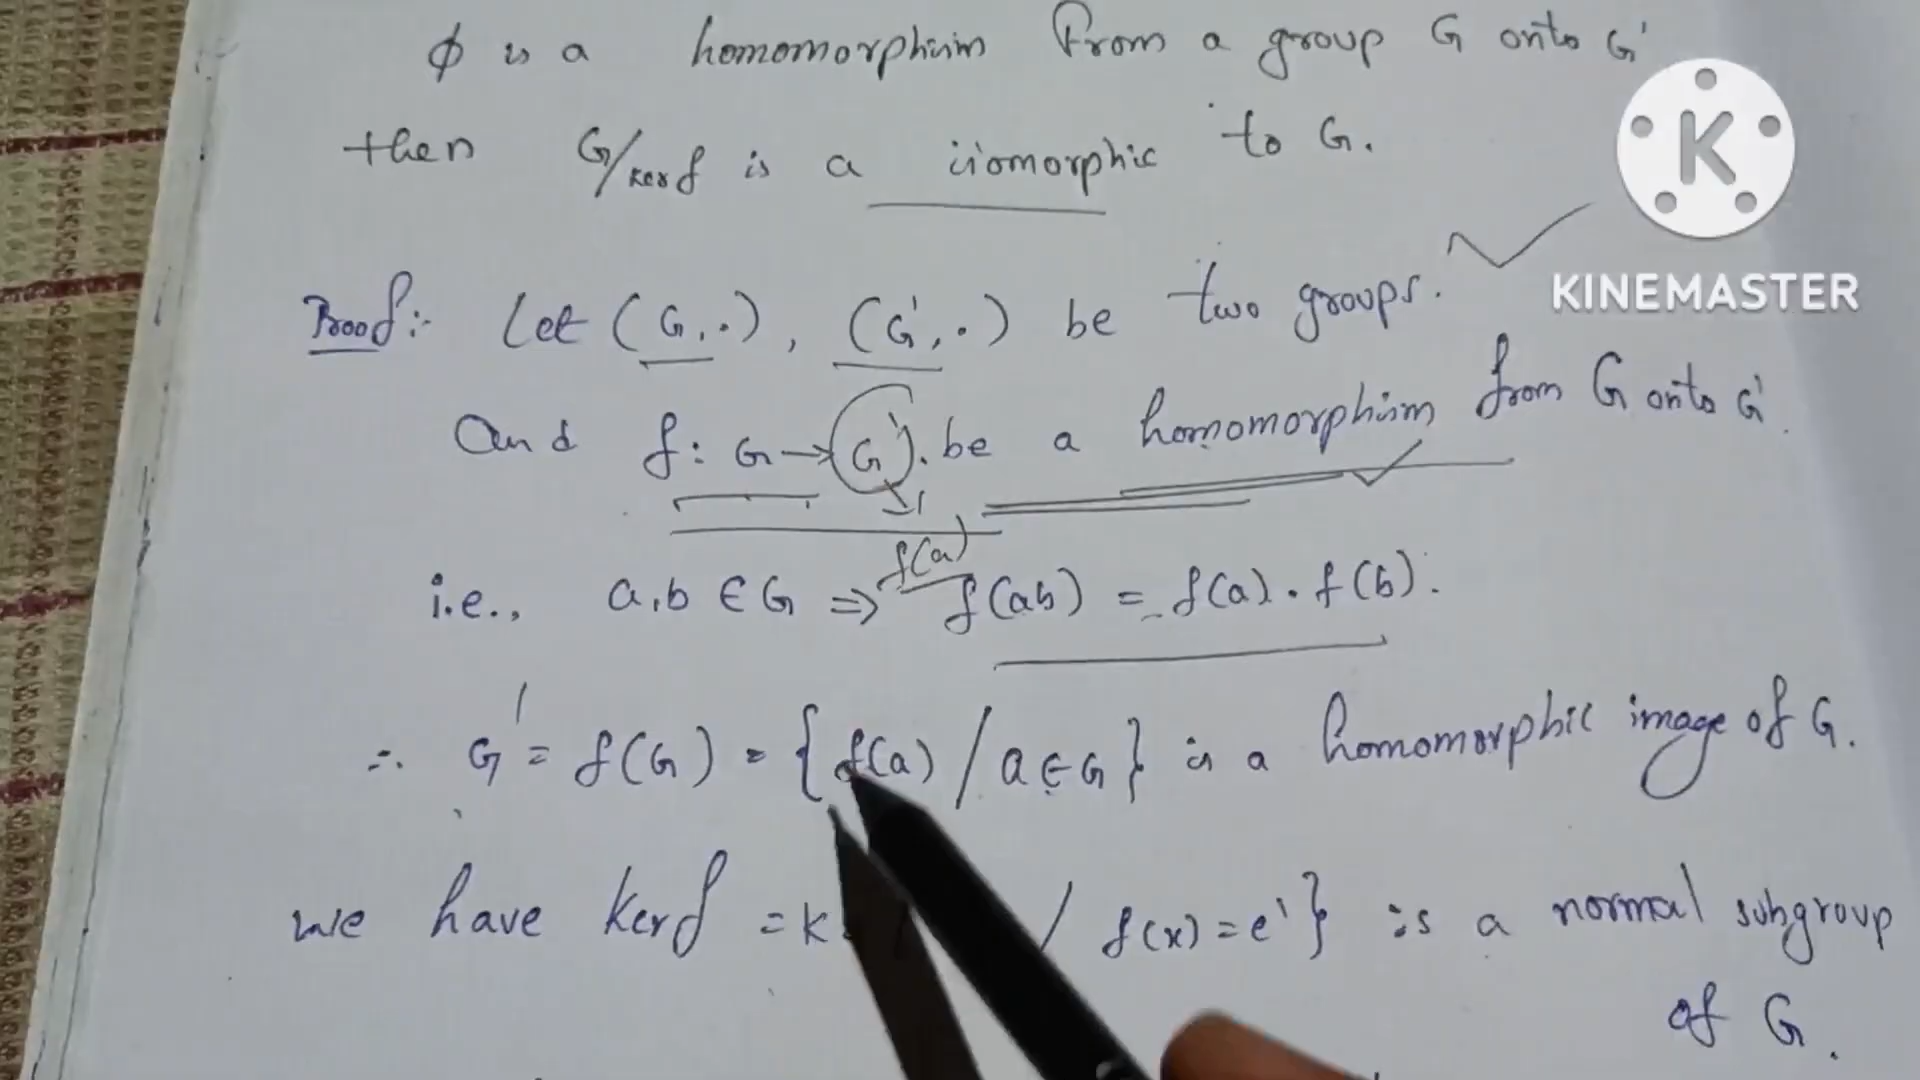 ϕ is a homomorphism From a group G onto G'
then G/kerf is a isomorphic to G.
K
KINEMASTER
Proof:- Let (G, .), (G', .) be two groups.
And f: G → G'. be a homomorphism from G onto G'.
f(a)
i.e., a,b ∈ G ⇒ f(ab) = f(a) . f(b).
∴ G' = f(G) = {f(a) / a ∈ G} is a homomorphic image of G.
we have kerf = k / f(x) = e'} is a normal subgroup
of G.